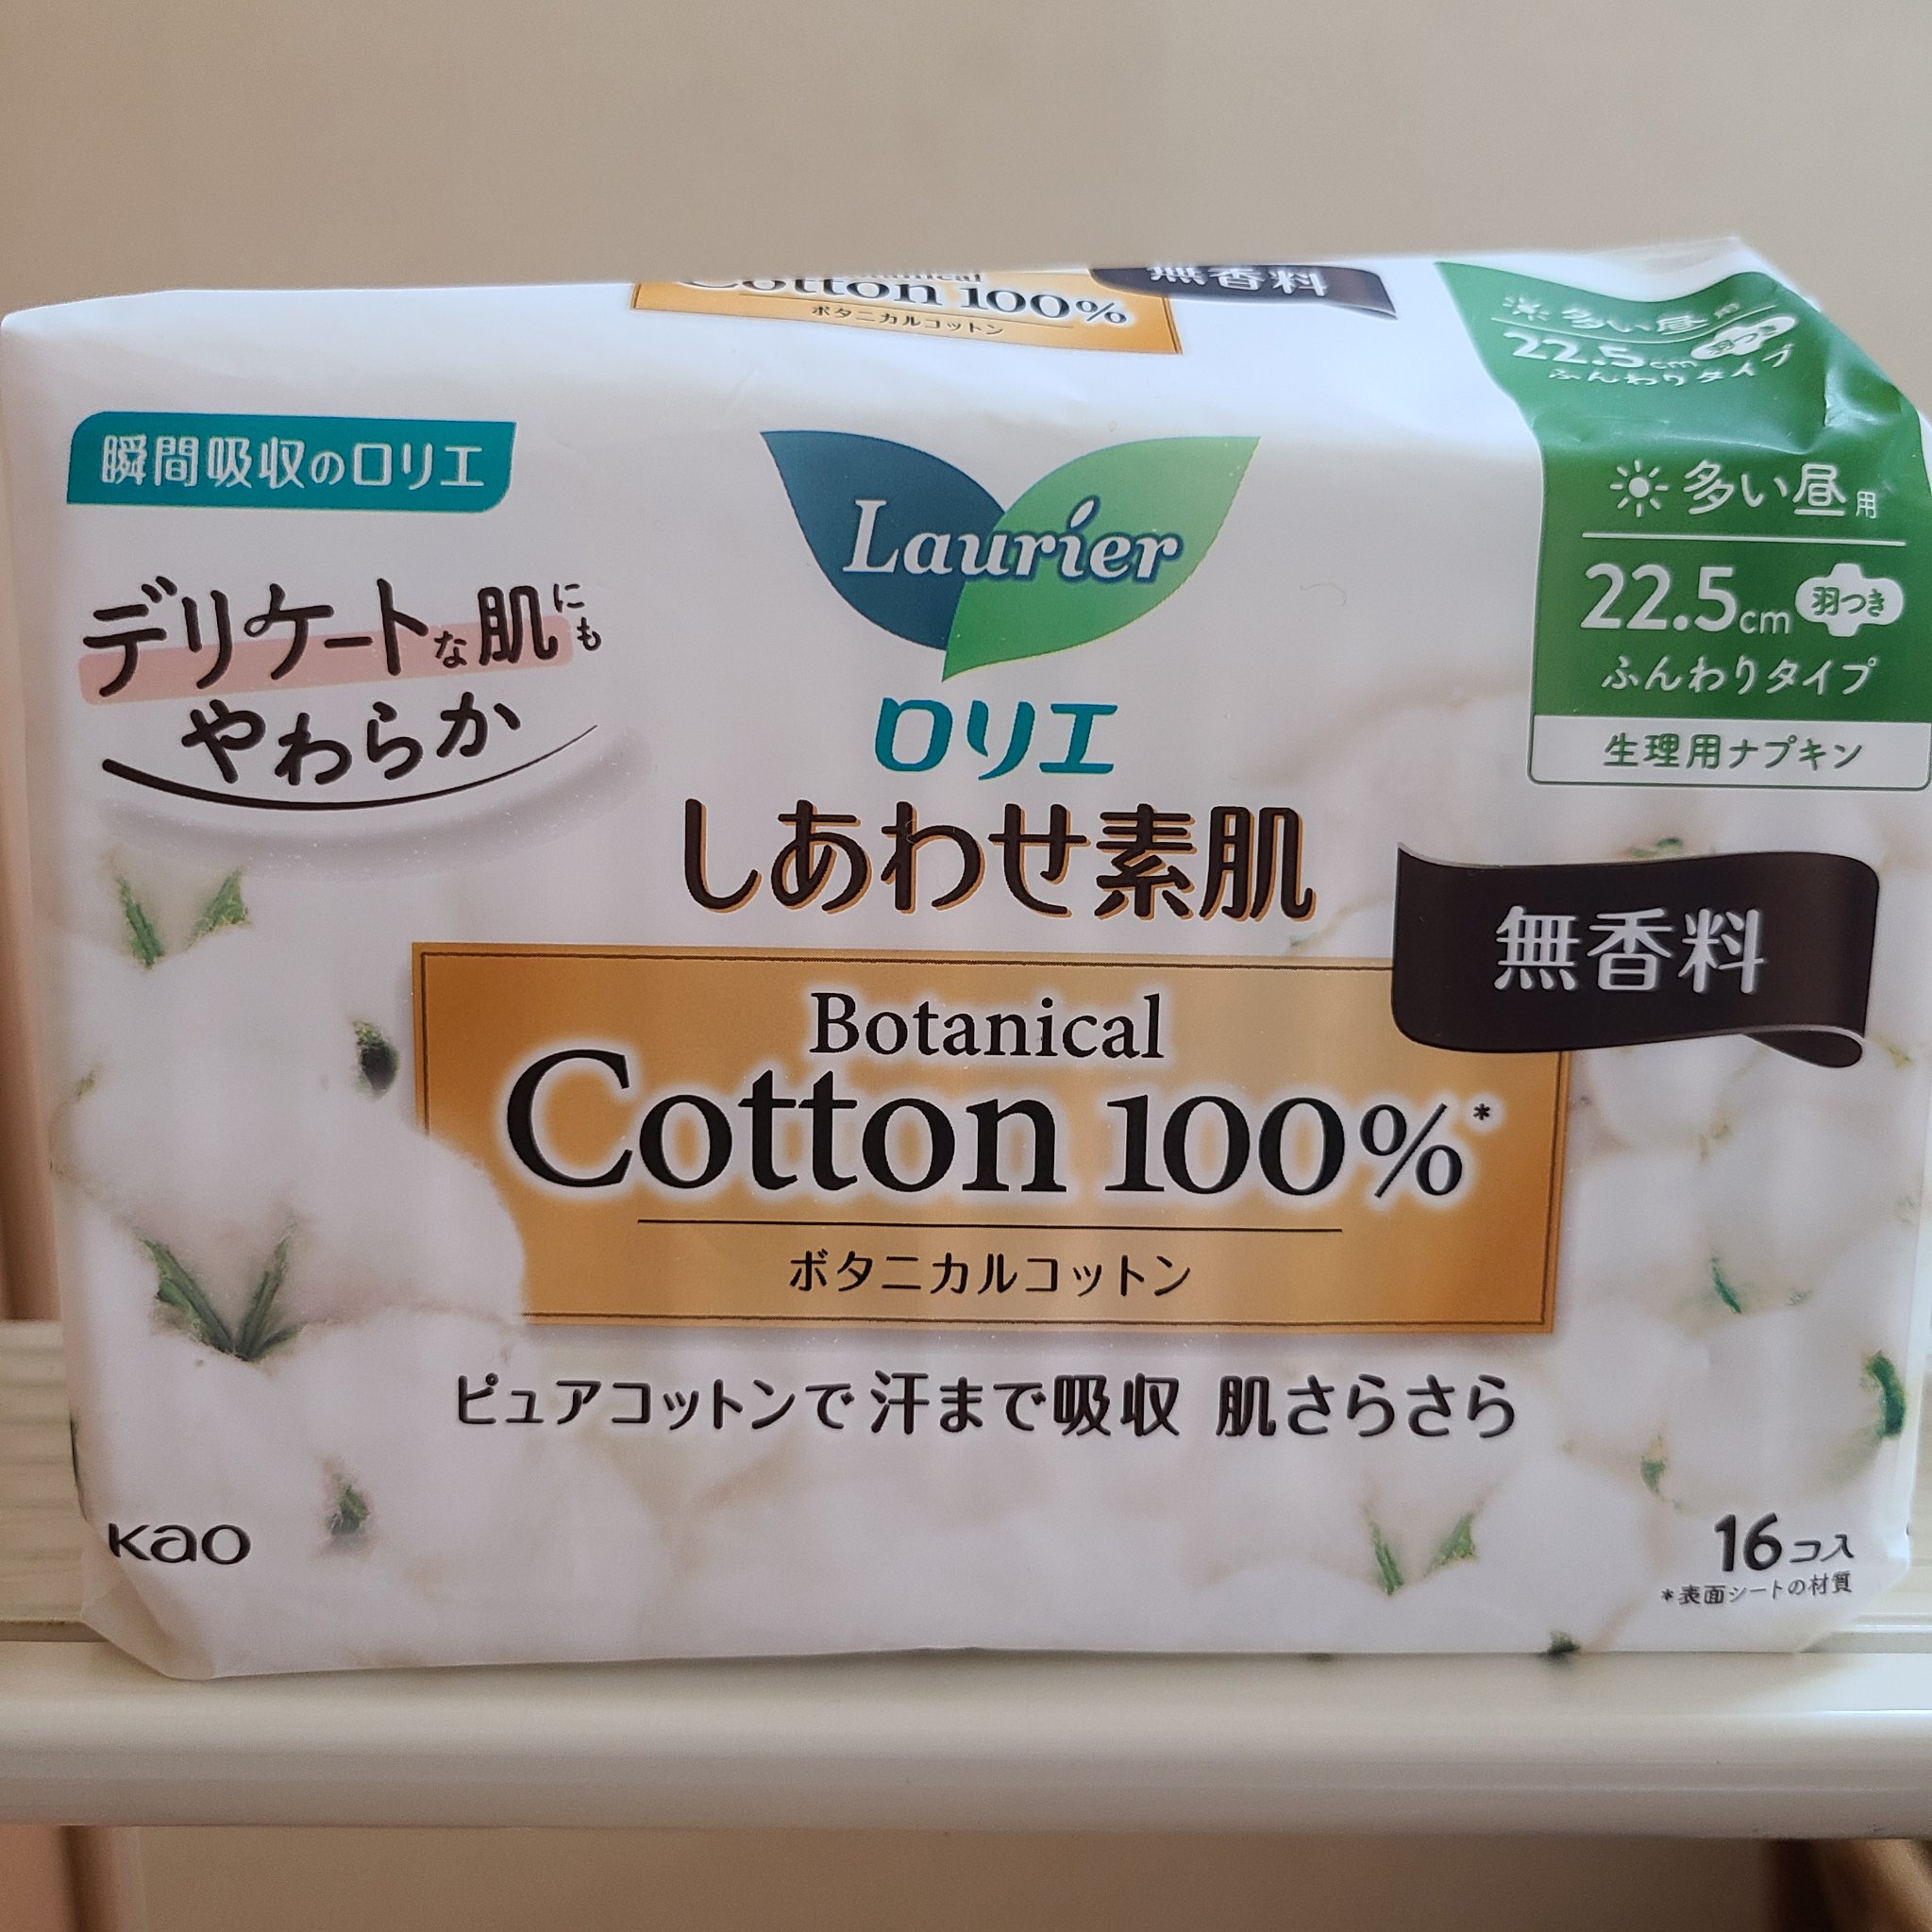 Cotton 100%
ボタニカルコットン
無香料
多い昼用
22.5cm 羽つき
ふんわりタイプ
瞬間吸収のロリエ
デリケートな肌にも
やわらか
Laurier
ロリエ
しあわせ素肌
多い昼用
22.5cm 羽つき
ふんわりタイプ
生理用ナプキン
無香料
Botanical
Cotton 100%*
ボタニカルコットン
ピュアコットンで汗まで吸収 肌さらさら
kao
16コ入
*表面シートの材質